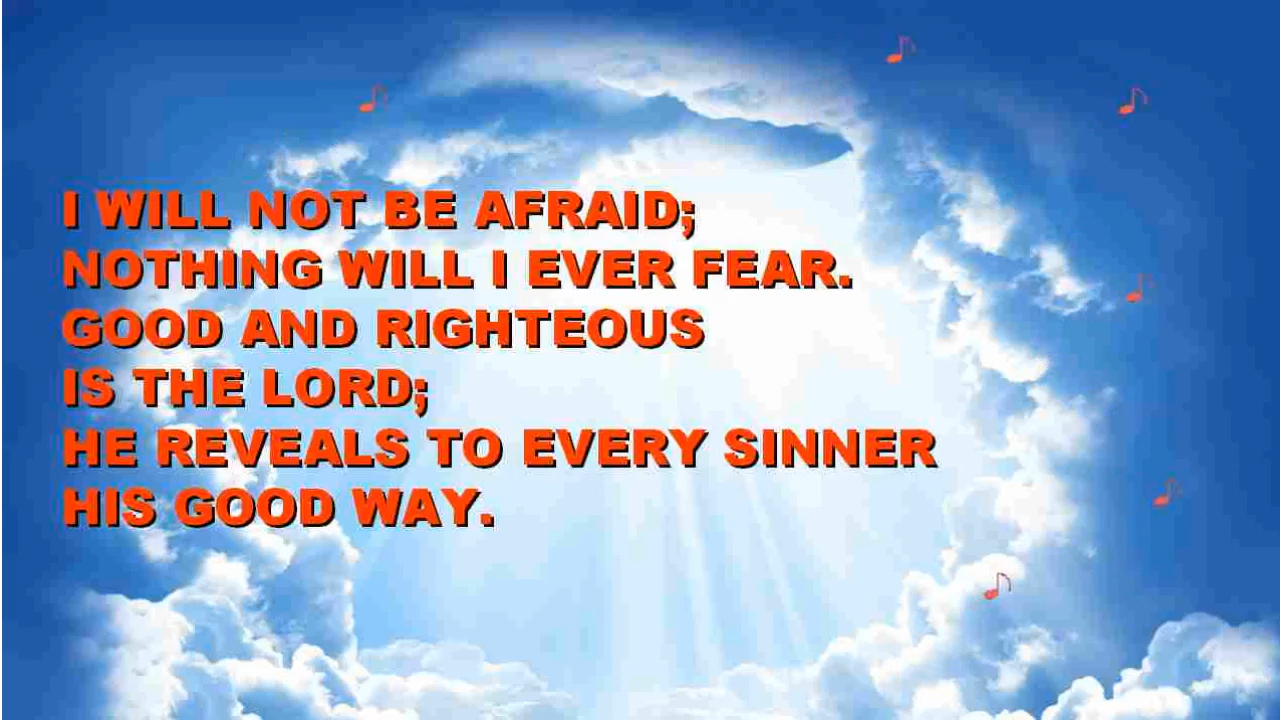 I WILL NOT BE AFRAID;
NOTHING WILL I EVER FEAR.
GOOD AND RIGHTEOUS
IS THE LORD;
HE REVEALS TO EVERY SINNER
HIS GOOD WAY.